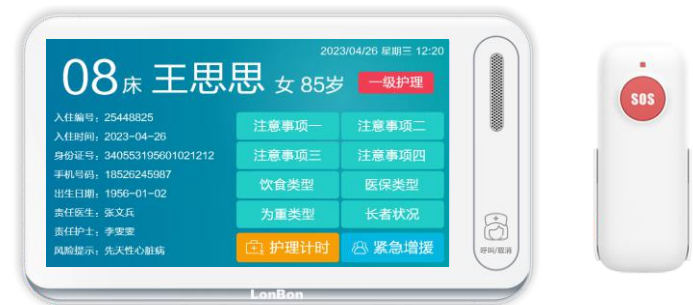 2023/04/26 星期三 12:20
08床 王思思 女 85岁 一级护理
入住编号：25448825
入住时间：2023-04-26
身份证号：340553195601021212
手机号码：18526245987
出生日期：1956-01-02
责任医生：张文兵
责任护士：李雯雯
风险提示：先天性心脏病
注意事项一 注意事项二
注意事项三 注意事项四
饮食类型 医保类型
为重类型 长者状况
护理计时 紧急增援
呼叫/取消
LonBon
SOS